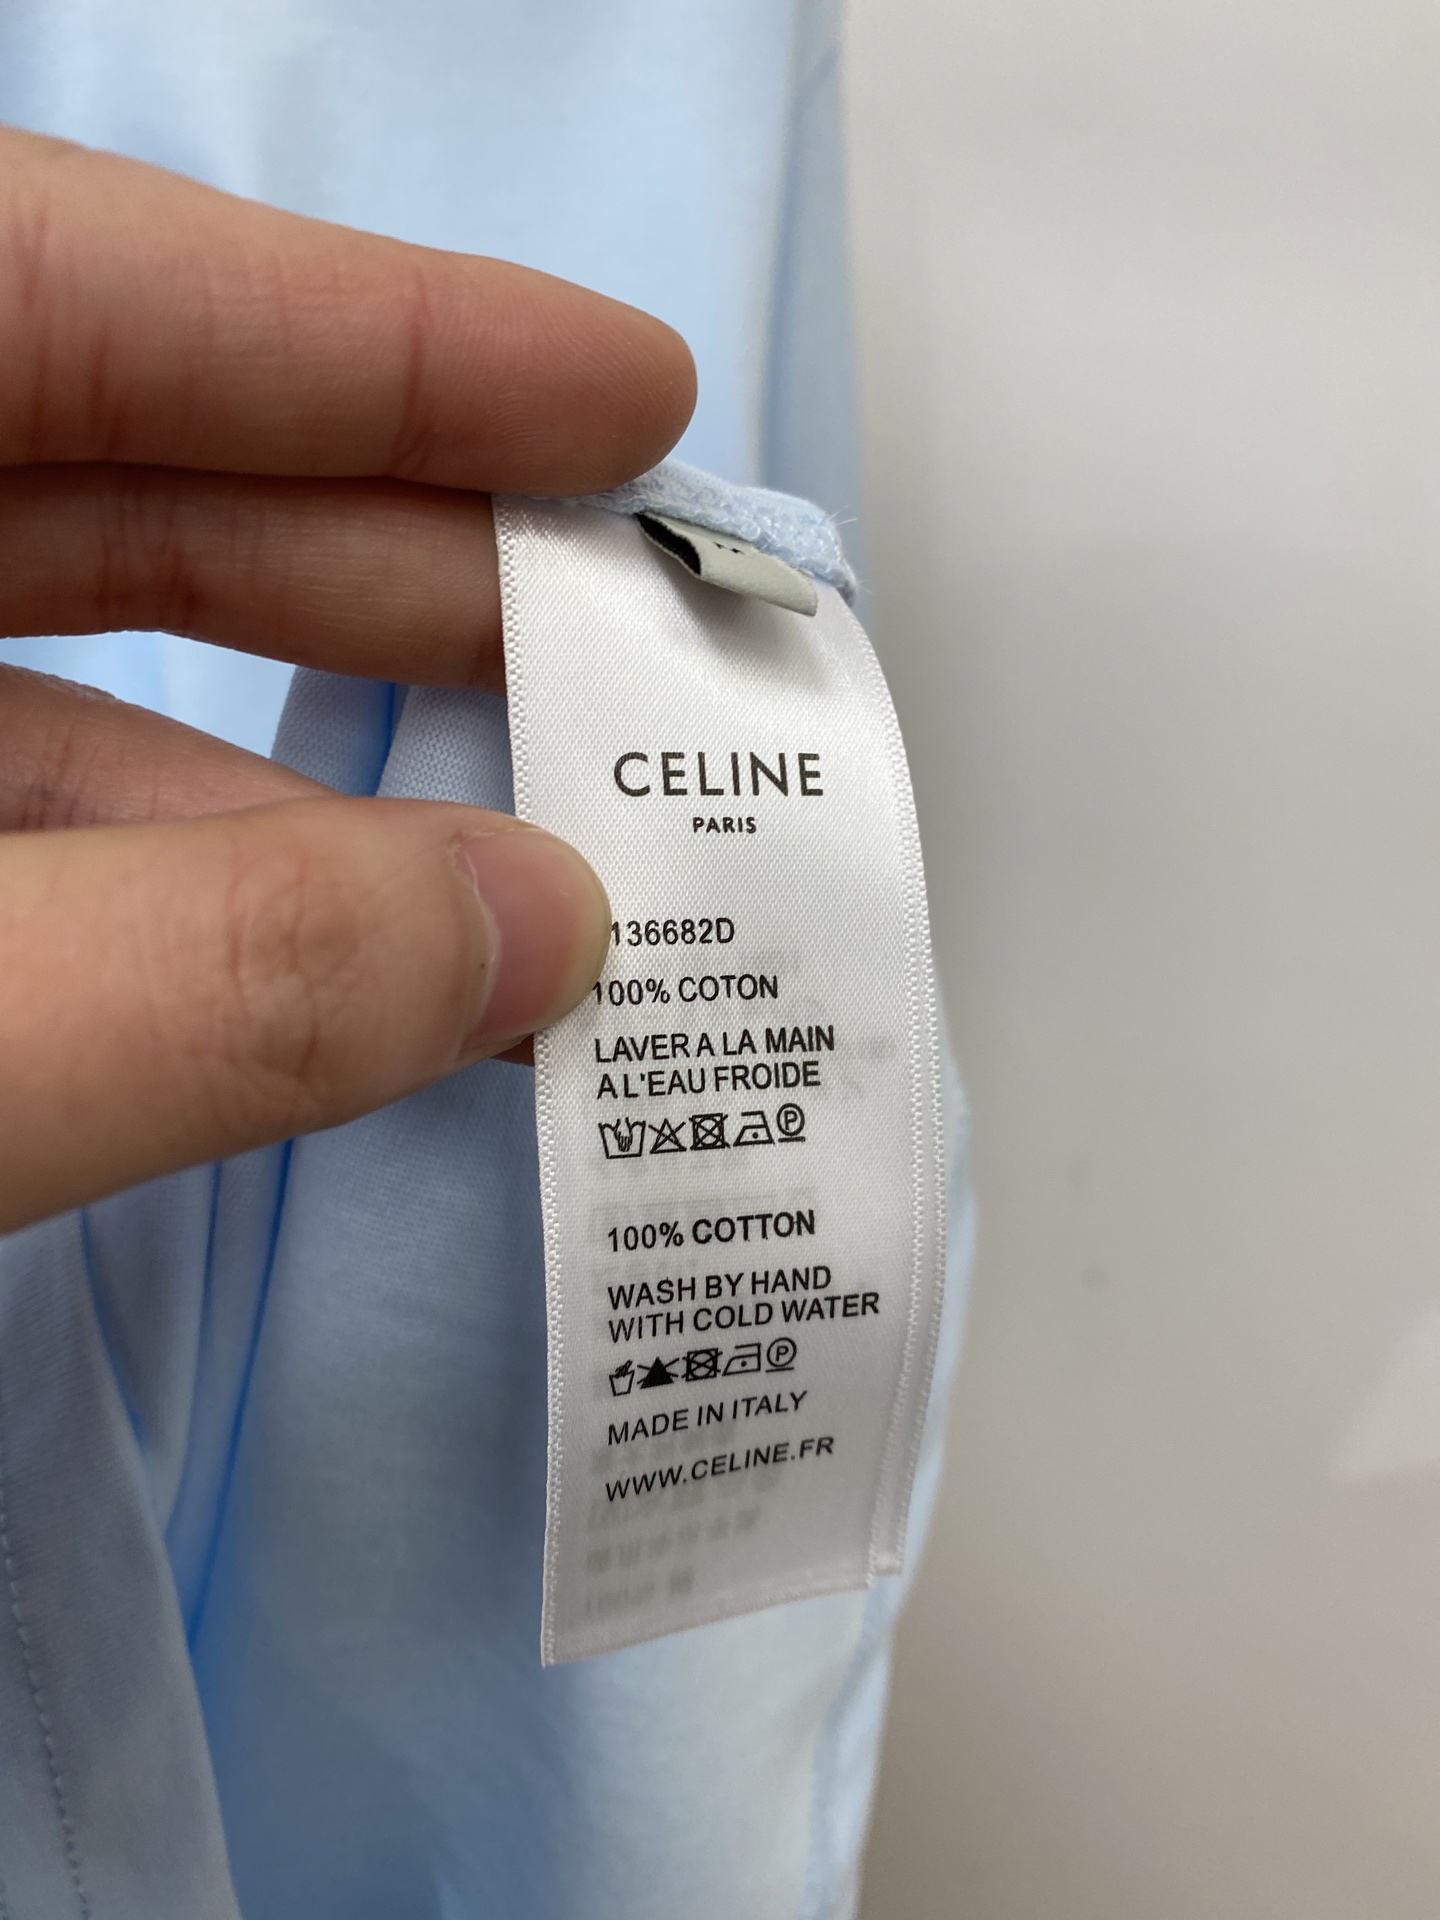 CELINE
PARIS
136682D
100% COTON
LAVER A LA MAIN
A L'EAU FROIDE
100% COTTON
WASH BY HAND
WITH COLD WATER
MADE IN ITALY
WWW.CELINE.FR